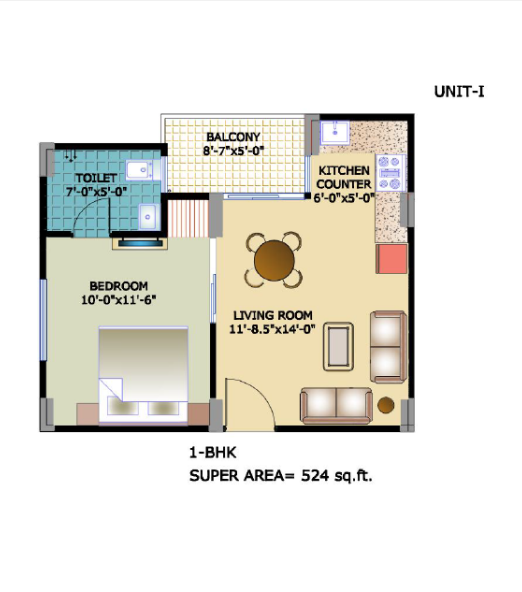 UNIT-I
BALCONY
8'-7"x5'-0"
TOILET
7'-0"x5'-0"
KITCHEN
COUNTER
6'-0"x5'-0"
BEDROOM
10'-0"x11'-6"
LIVING ROOM
11'-8.5"x14'-0"
1-BHK
SUPER AREA= 524 sq.ft.